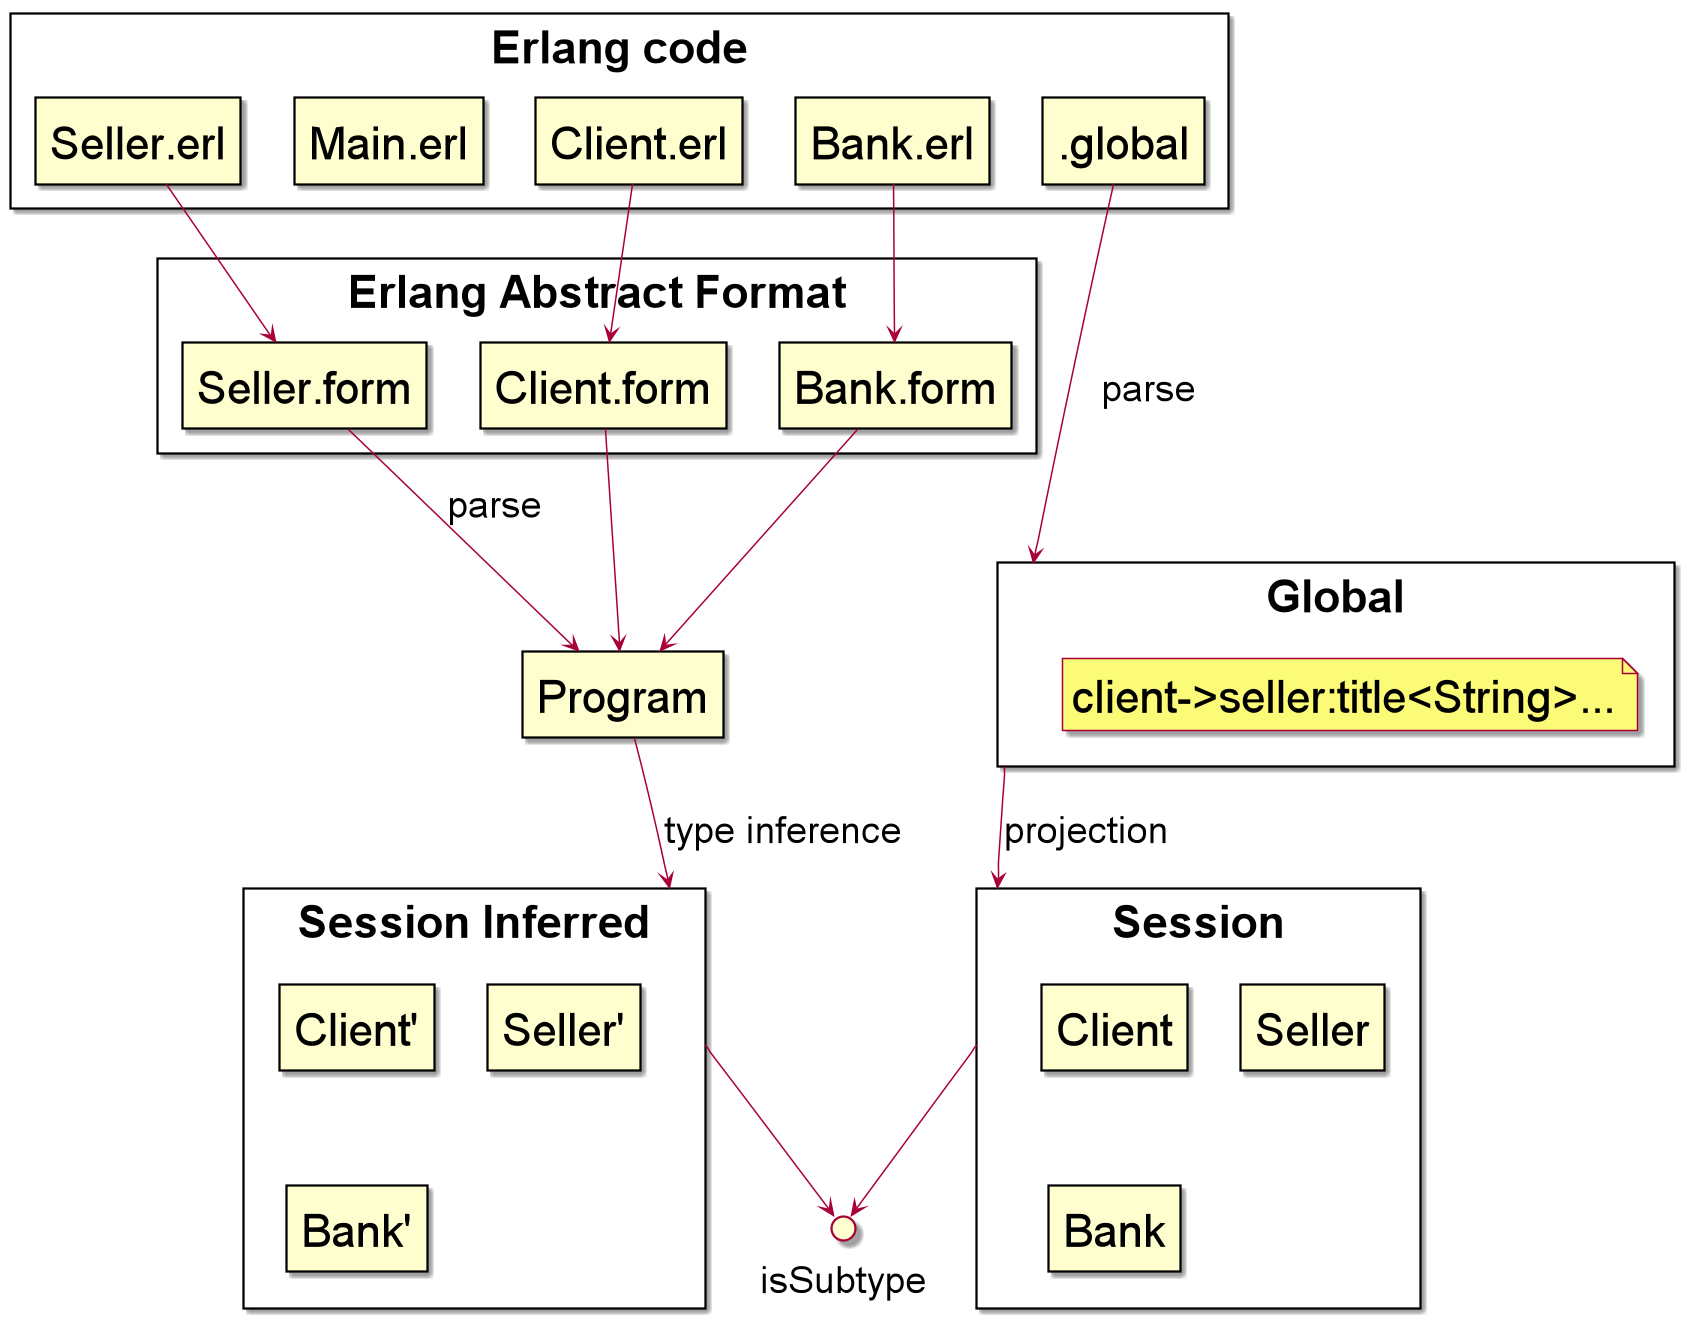 Erlang code
Seller.erl
Main.erl
Client.erl
Bank.erl
.global
Erlang Abstract Format
Seller.form
Client.form
Bank.form
parse
parse
Global
client->seller:title<String>...
Program
type inference
projection
Session Inferred
Session
Client'
Seller'
Client
Seller
Bank'
Bank
isSubtype